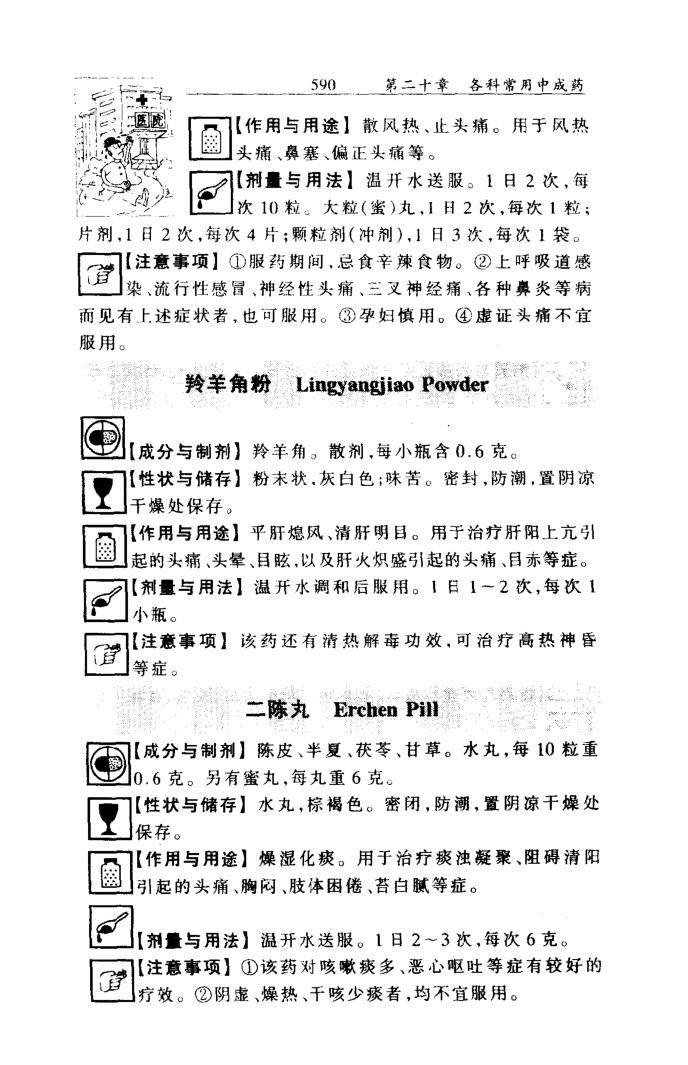 590 第二十章 各科常用中成药
医院
【作用与用途】散风热、止头痛。用于风热
头痛、鼻塞、偏正头痛等。
【剂量与用法】温开水送服。1日2次,每
次10粒。大粒(蜜)丸,1日2次,每次1粒;
片剂,1日2次,每次4片;颗粒剂(冲剂),1日3次,每次1袋。
【注意事项】①服药期间,忌食辛辣食物。②上呼吸道感
染、流行性感冒、神经性头痛、三叉神经痛、各种鼻炎等病
而见有上述症状者,也可服用。③孕妇慎用。④虚证头痛不宜
服用。
羚羊角粉 Lingyangjiao Powder
【成分与制剂】羚羊角。散剂,每小瓶含0.6克。
【性状与储存】粉末状,灰白色;味苦。密封,防潮,置阴凉
干燥处保存。
【作用与用途】平肝熄风、清肝明目。用于治疗肝阳上亢引
起的头痛、头晕、目眩,以及肝火炽盛引起的头痛、目赤等症。
【剂量与用法】温开水调和后服用。1日1~2次,每次1
小瓶。
【注意事项】该药还有清热解毒功效,可治疗高热神昏
等症。
二陈丸 Erchen Pill
【成分与制剂】陈皮、半夏、茯苓、甘草。水丸,每10粒重
0.6克。另有蜜丸,每丸重6克。
【性状与储存】水丸,棕褐色。密闭,防潮,置阴凉干燥处
保存。
【作用与用途】燥湿化痰。用于治疗痰浊凝聚、阻碍清阳
引起的头痛、胸闷、肢体困倦、苔白腻等症。
【剂量与用法】温开水送服。1日2~3次,每次6克。
【注意事项】①该药对咳嗽痰多、恶心呕吐等症有较好的
疗效。②阴虚、燥热、干咳少痰者,均不宜服用。